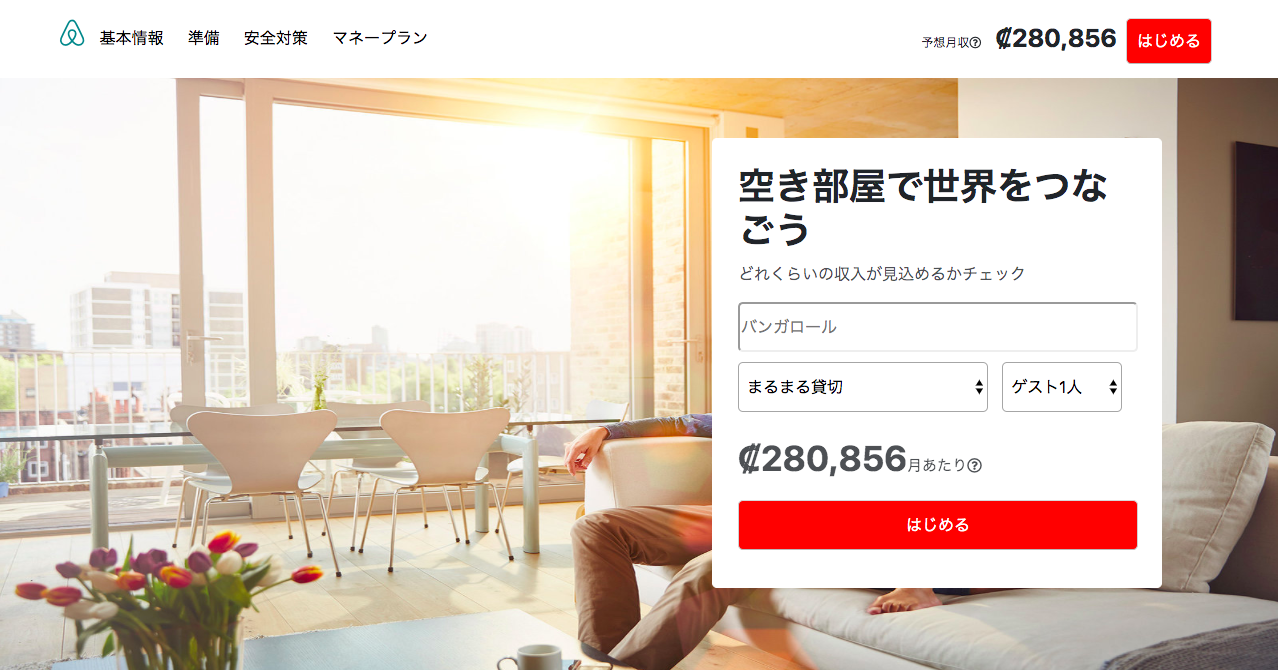 基本情報 準備 安全対策 マネープラン 予想月収? ₡280,856 はじめる
空き部屋で世界をつな
ごう
どれくらいの収入が見込めるかチェック
バンガロール
まるまる貸切 ゲスト1人
₡280,856月あたり?
はじめる